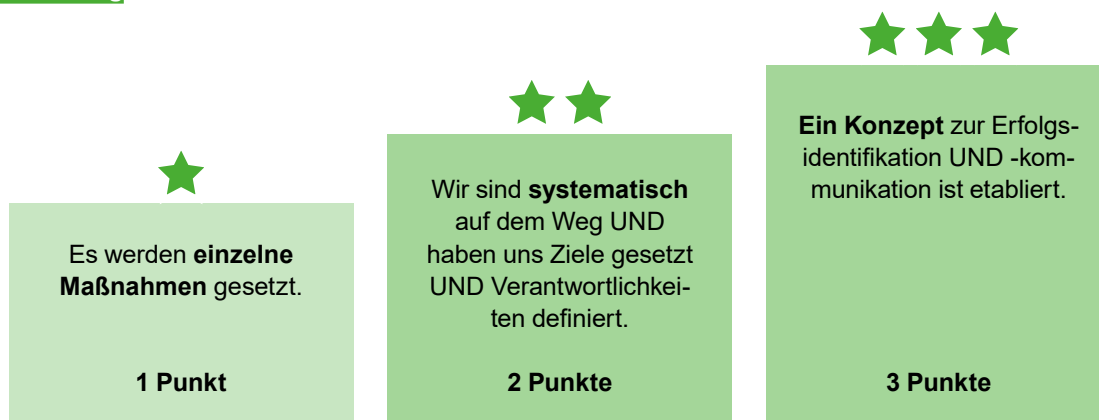 Es werden einzelne
Maßnahmen gesetzt.
1 Punkt
Wir sind systematisch
auf dem Weg UND
haben uns Ziele gesetzt
UND Verantwortlichkei-
ten definiert.
2 Punkte
Ein Konzept zur Erfolgs-
identifikation UND -kom-
munikation ist etabliert.
3 Punkte